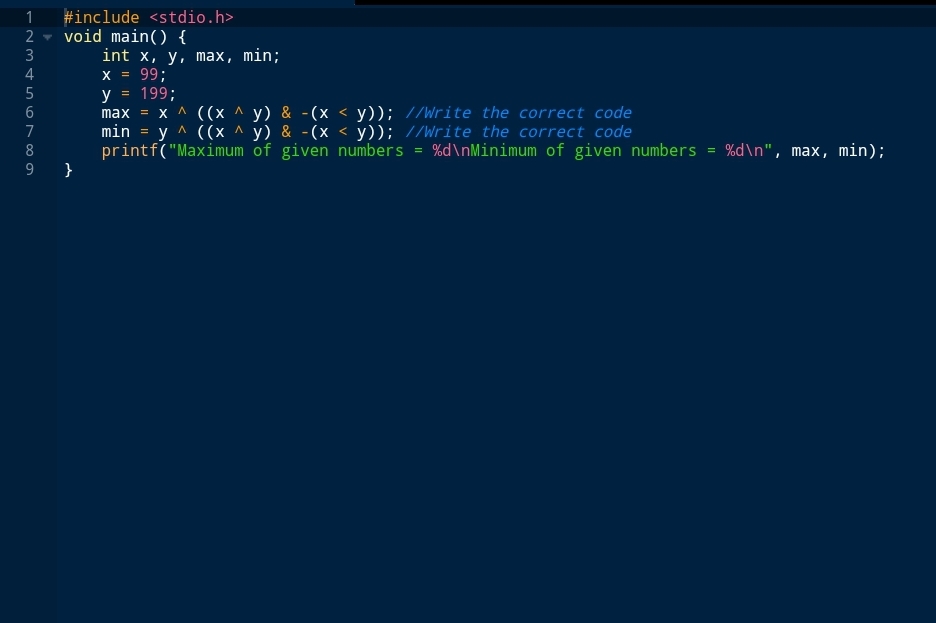 1 #include <stdio.h>
2 void main() {
3     int x, y, max, min;
4     x = 99;
5     y = 199;
6     max = x ^ ((x ^ y) & -(x < y)); //Write the correct code
7     min = y ^ ((x ^ y) & -(x < y)); //Write the correct code
8     printf("Maximum of given numbers = %d\nMinimum of given numbers = %d\n", max, min);
9 }